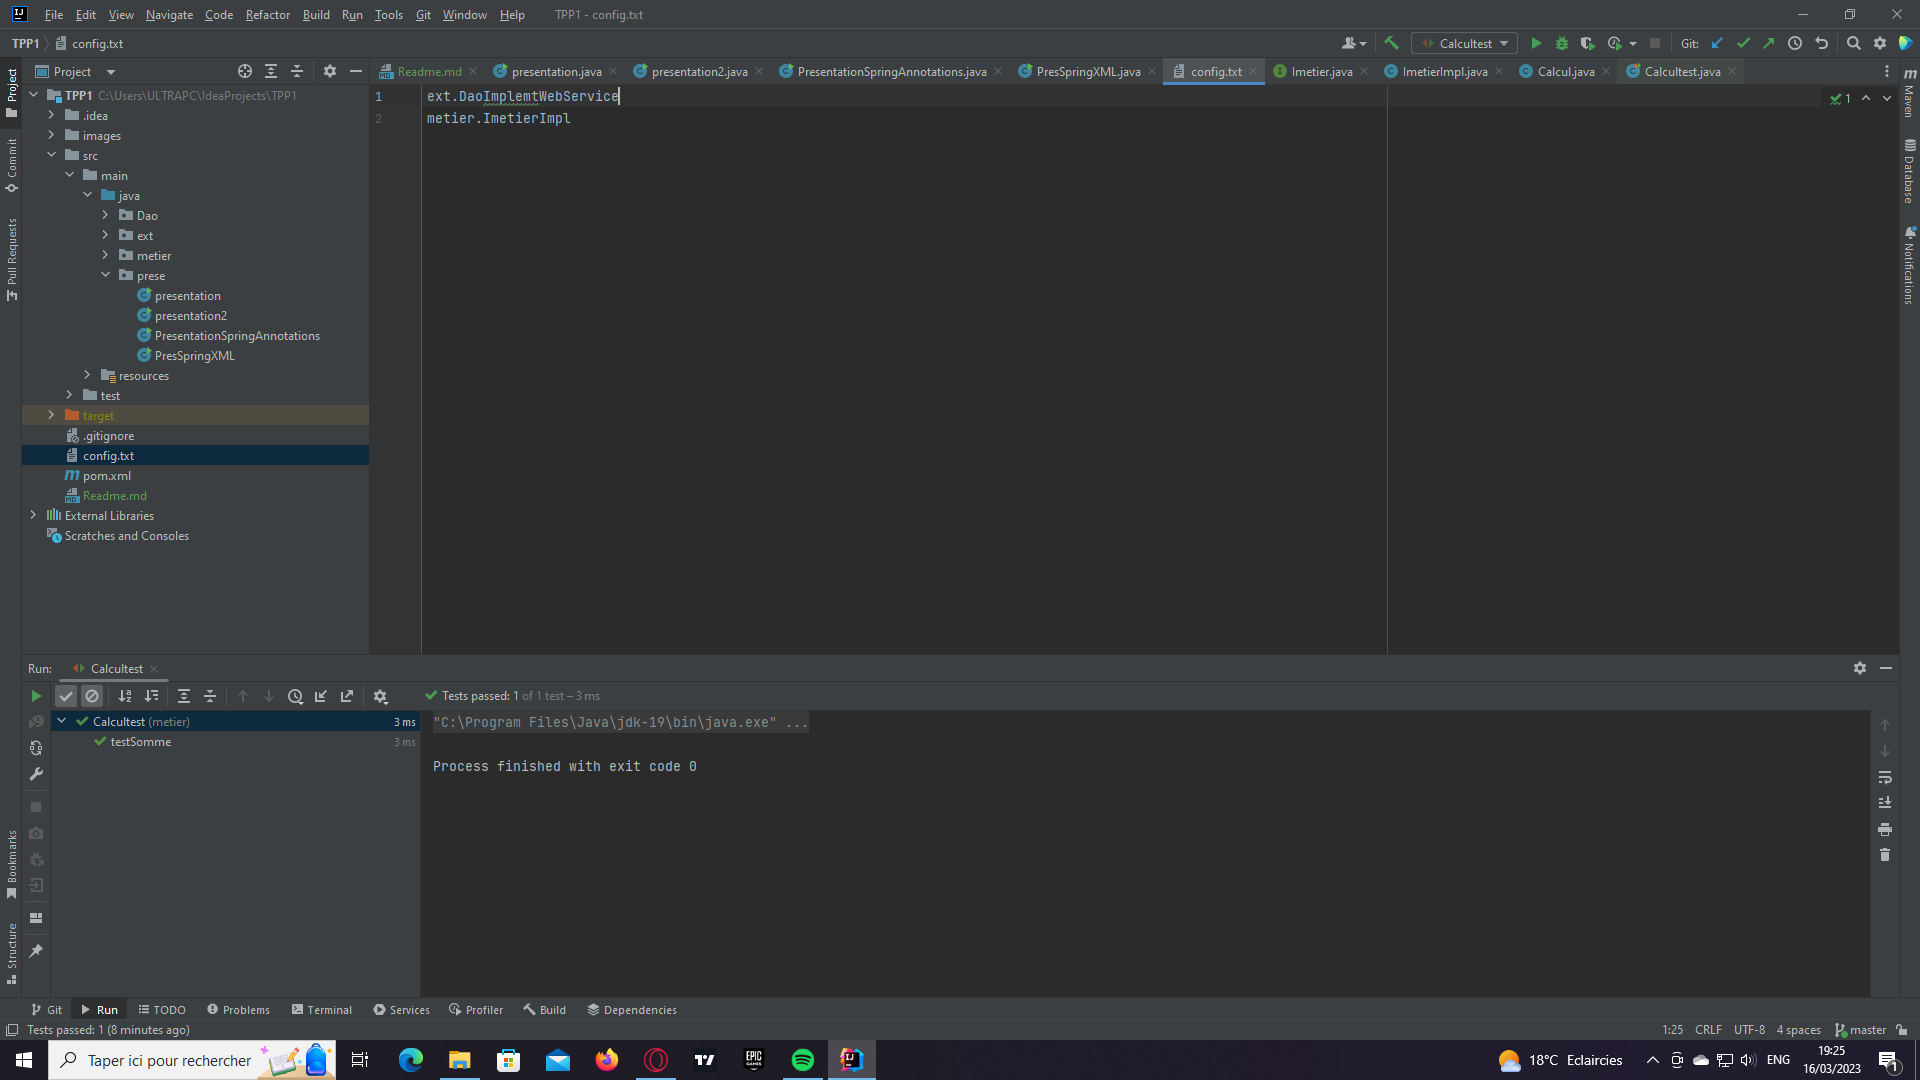 File Edit View Navigate Code Refactor Build Run Tools Git Window Help TPP1 - config.txt
TPP1 config.txt Calcultest Git:
Project
Readme.md presentation.java presentation2.java PresentationSpringAnnotations.java PresSpringXML.java config.txt Imetier.java ImetierImpl.java Calcul.java Calcultest.java
TPP1 C:\Users\ULTRAPC\IdeaProjects\TPP1
.idea
images
src
main
java
Dao
ext
metier
prese
presentation
presentation2
PresentationSpringAnnotations
PresSpringXML
resources
test
target
.gitignore
config.txt
pom.xml
Readme.md
External Libraries
Scratches and Consoles
1 ext.DaoImplemtWebService
2 metier.ImetierImpl
1
Project
Commit
Pull Requests
Bookmarks
Structure
Maven
Database
Notifications
Run: Calcultest
Tests passed: 1 of 1 test – 3 ms
Calcultest (metier) 3 ms
testSomme 3 ms
"C:\Program Files\Java\jdk-19\bin\java.exe" ...
Process finished with exit code 0
Git Run TODO Problems Terminal Services Profiler Build Dependencies
Tests passed: 1 (8 minutes ago) 1:25 CRLF UTF-8 4 spaces master
Taper ici pour rechercher
EPIC GAMES
18°C Eclaircies ENG 19:25
16/03/2023
1